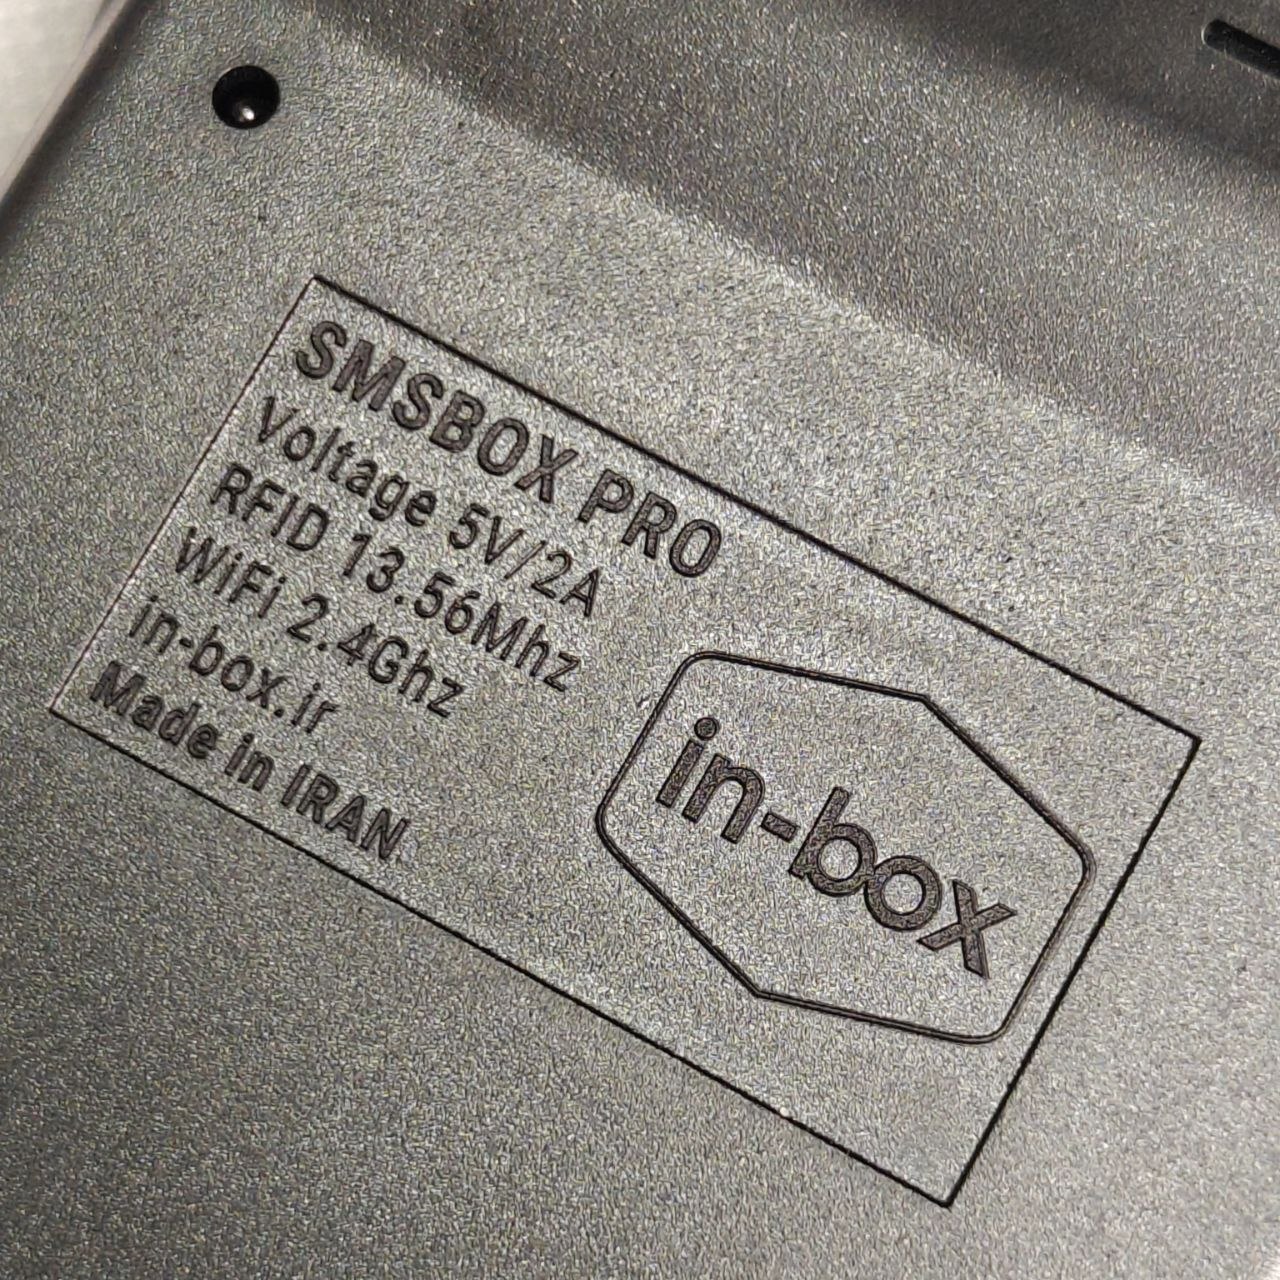 SMSBOX PRO
Voltage 5V/2A
RFID 13.56Mhz
WiFi 2.4Ghz
in-box.ir
Made in IRAN
in-box